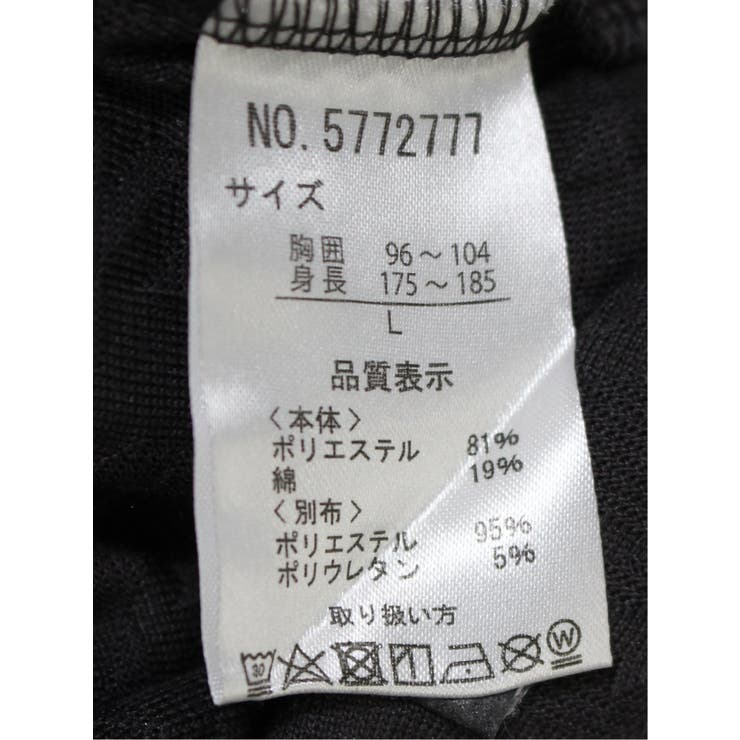 NO. 5772777
サイズ
胸囲 96～104
身長 175～185
L
品質表示
〈本体〉
ポリエステル 81%
綿 19%
〈別布〉
ポリエステル 95%
ポリウレタン 5%
取り扱い方
30 W